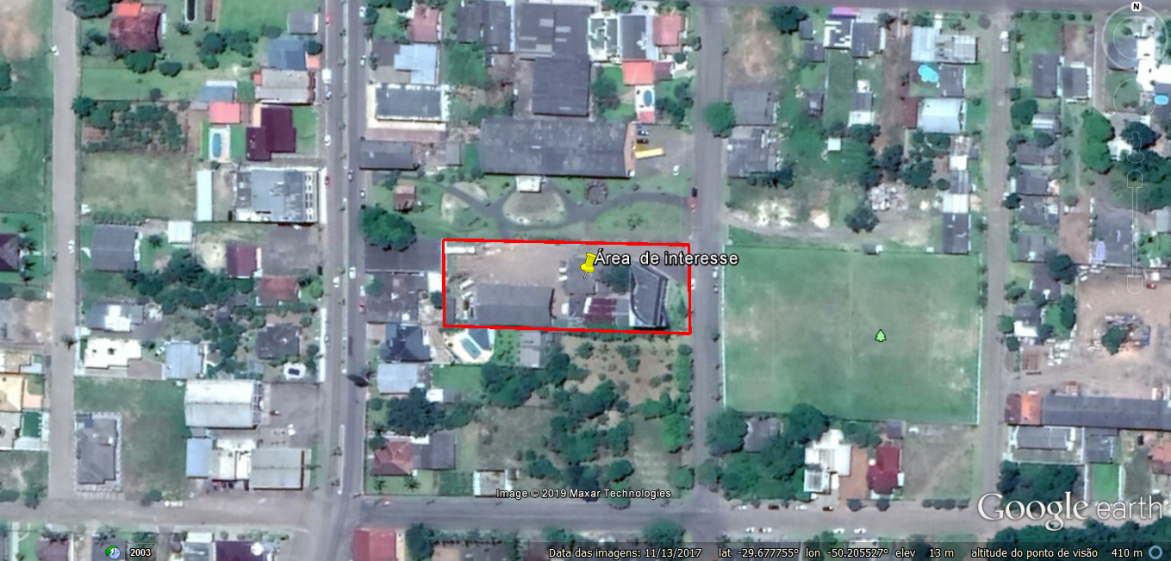 N
Área  de interesse
Image © 2019 Maxar Technologies
Google earth
2003
Data das imagens: 11/13/2017 lat -29.677755° lon -50.205527° elev 13 m altitude do ponto de visão 410 m